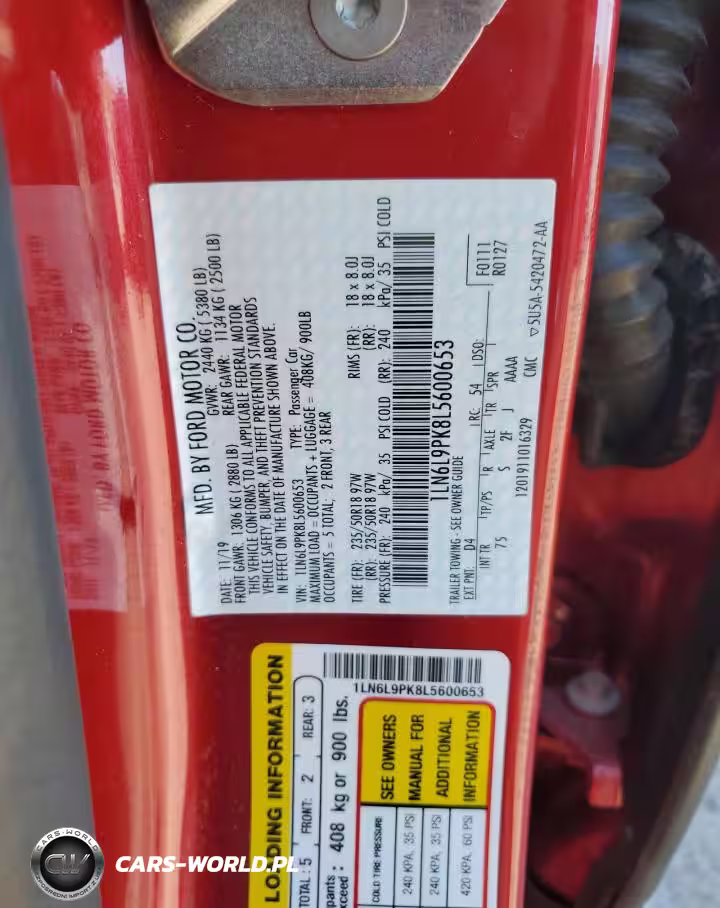 MFD. BY FORD MOTOR CO.
DATE: 11/19 GVWR: 2440 KG ( 5380 LB)
FRONT GAWR: 1306 KG ( 2880 LB) REAR GAWR: 1134 KG ( 2500 LB)
THIS VEHICLE CONFORMS TO ALL APPLICABLE FEDERAL MOTOR
VEHICLE SAFETY, BUMPER, AND THEFT PREVENTION STANDARDS
IN EFFECT ON THE DATE OF MANUFACTURE SHOWN ABOVE.
VIN: 1LN6L9PK8L5600653 TYPE: Passenger Car
MAXIMUM LOAD = OCCUPANTS + LUGGAGE = 408KG/ 900LB
OCCUPANTS = 5 TOTAL; 2 FRONT, 3 REAR
TIRE (FR): 235/50R18 97W RIMS (FR): 18 x 8.0J
(RR): 235/50R18 97W (RR): 18 x 8.0J
PRESSURE (FR): 240 kPa/ 35 PSI COLD (RR): 240 kPa/ 35 PSI COLD
1LN6L9PK8L5600653
TRAILER TOWING - SEE OWNER GUIDE
EXT PNT: D4 RC: 54 DSO: F0111
R0127
INT TR TP/PS R AXLE TR SPR
75 S 2F J AAAA
1201911016329 CMC ▽5U5A-5420472-AA
LOADING INFORMATION
TOTAL: 5 FRONT: 2 REAR: 3
pants
exceed : 408 kg or 900 lbs.
1LN6L9PK8L5600653
COLD TIRE PRESSURE
240 KPA, 35 PSI
240 KPA, 35 PSI
420 KPA, 60 PSI
SEE OWNERS
MANUAL FOR
ADDITIONAL
INFORMATION
CARS-WORLD
CW
CARS-WORLD.PL